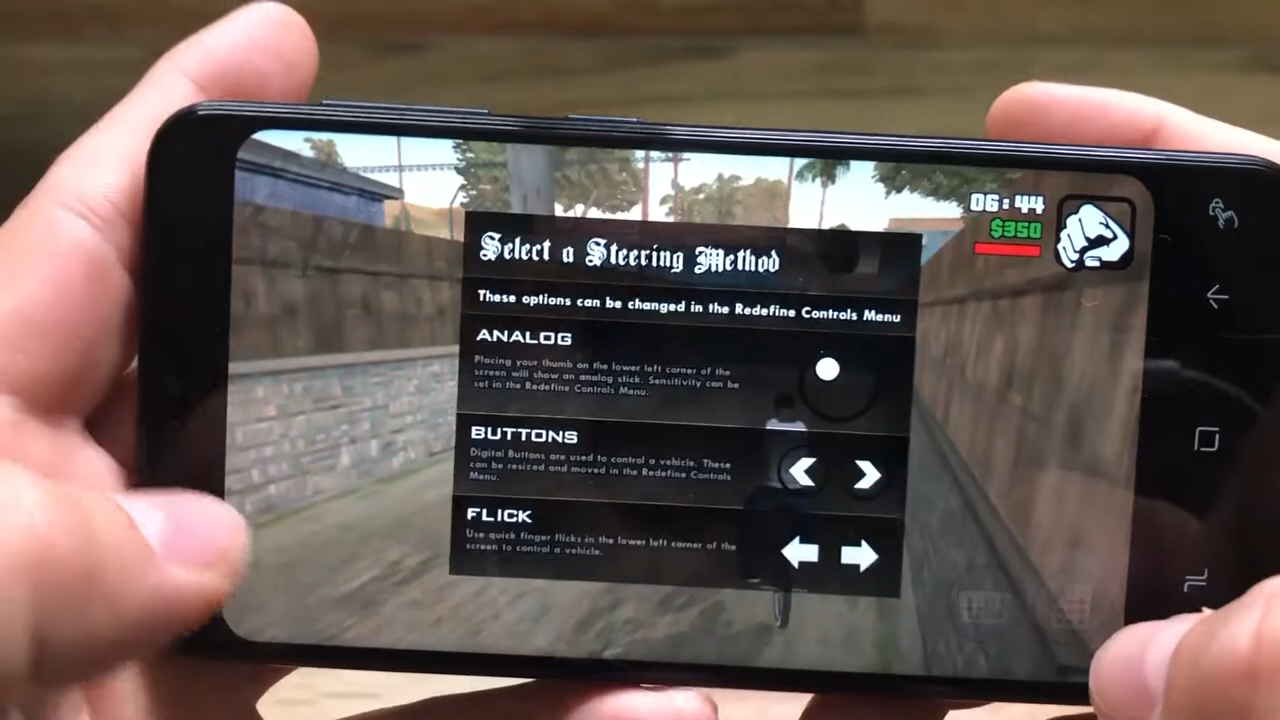 06:44
$350
Select a Steering Method
These options can be changed in the Redefine Controls Menu
ANALOG
Placing your thumb on the lower left corner of the
screen will show an analog stick. Sensitivity can be
set in the Redefine Controls Menu.
BUTTONS
Digital Buttons are used to control a vehicle. These
can be resized and moved in the Redefine Controls
Menu.
FLICK
Use quick finger flicks in the lower left corner of the
screen to control a vehicle.